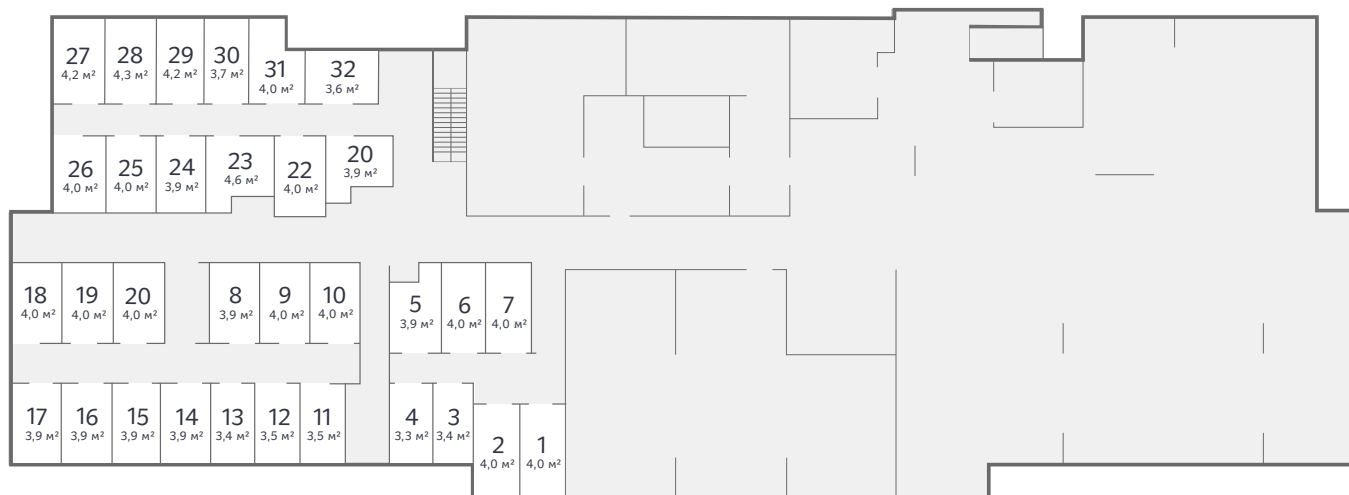 27
4,2 м²
28
4,3 м²
29
4,2 м²
30
3,7 м²
31
4,0 м²
32
3,6 м²
26
4,0 м²
25
4,0 м²
24
3,9 м²
23
4,6 м²
22
4,0 м²
20
3,9 м²
18
4,0 м²
19
4,0 м²
20
4,0 м²
8
3,9 м²
9
4,0 м²
10
4,0 м²
5
3,9 м²
6
4,0 м²
7
4,0 м²
17
3,9 м²
16
3,9 м²
15
3,9 м²
14
3,9 м²
13
3,4 м²
12
3,5 м²
11
3,5 м²
4
3,3 м²
3
3,4 м²
2
4,0 м²
1
4,0 м²